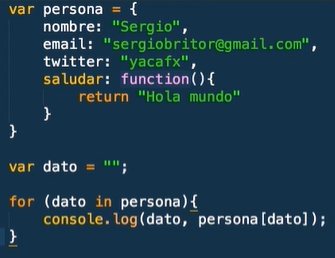 var persona = {
    nombre: "Sergio",
    email: "sergiobritor@gmail.com",
    twitter: "yacafx",
    saludar: function(){
        return "Hola mundo"
    }
}

var dato = "";

for (dato in persona){
    console.log(dato, persona[dato]);
}